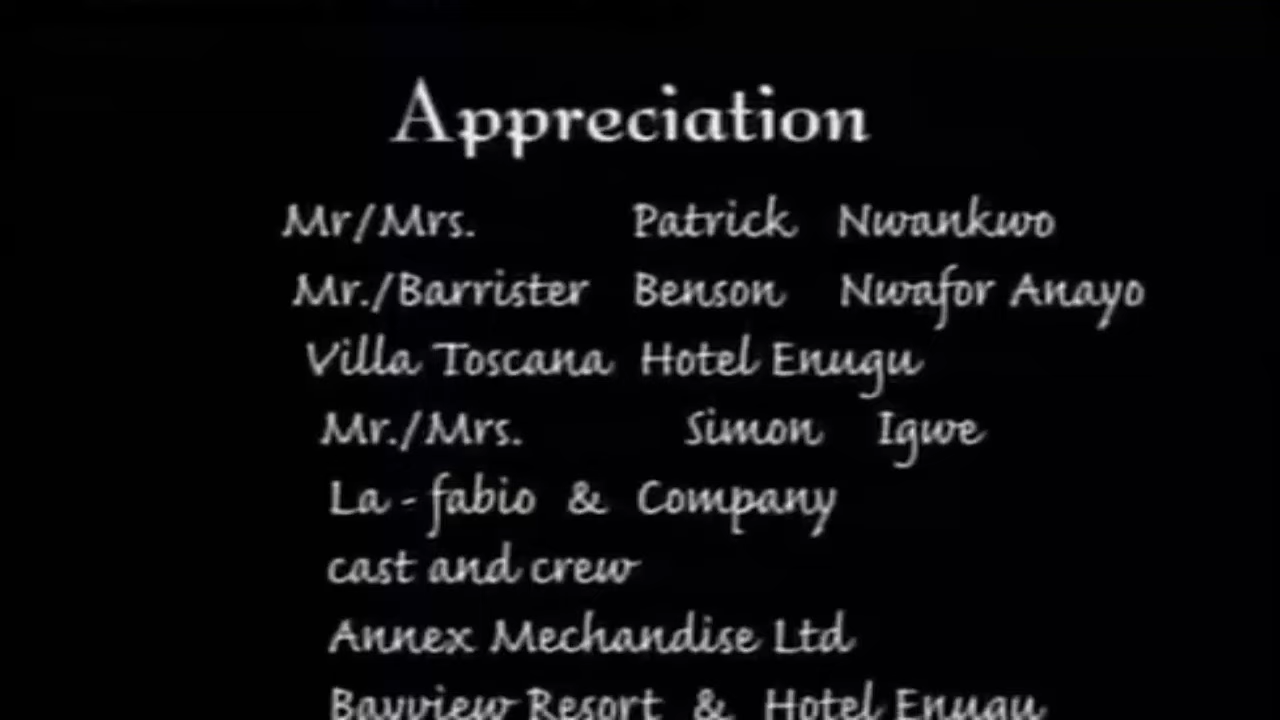 Appreciation
Mr/Mrs. Patrick Nwankwo
Mr./Barrister Benson Nwafor Anayo
Villa Toscana Hotel Enugu
Mr./Mrs. Simon Igwe
La - fabio & Company
cast and crew
Annex Mechandise Ltd
Bayview Resort & Hotel Enugu